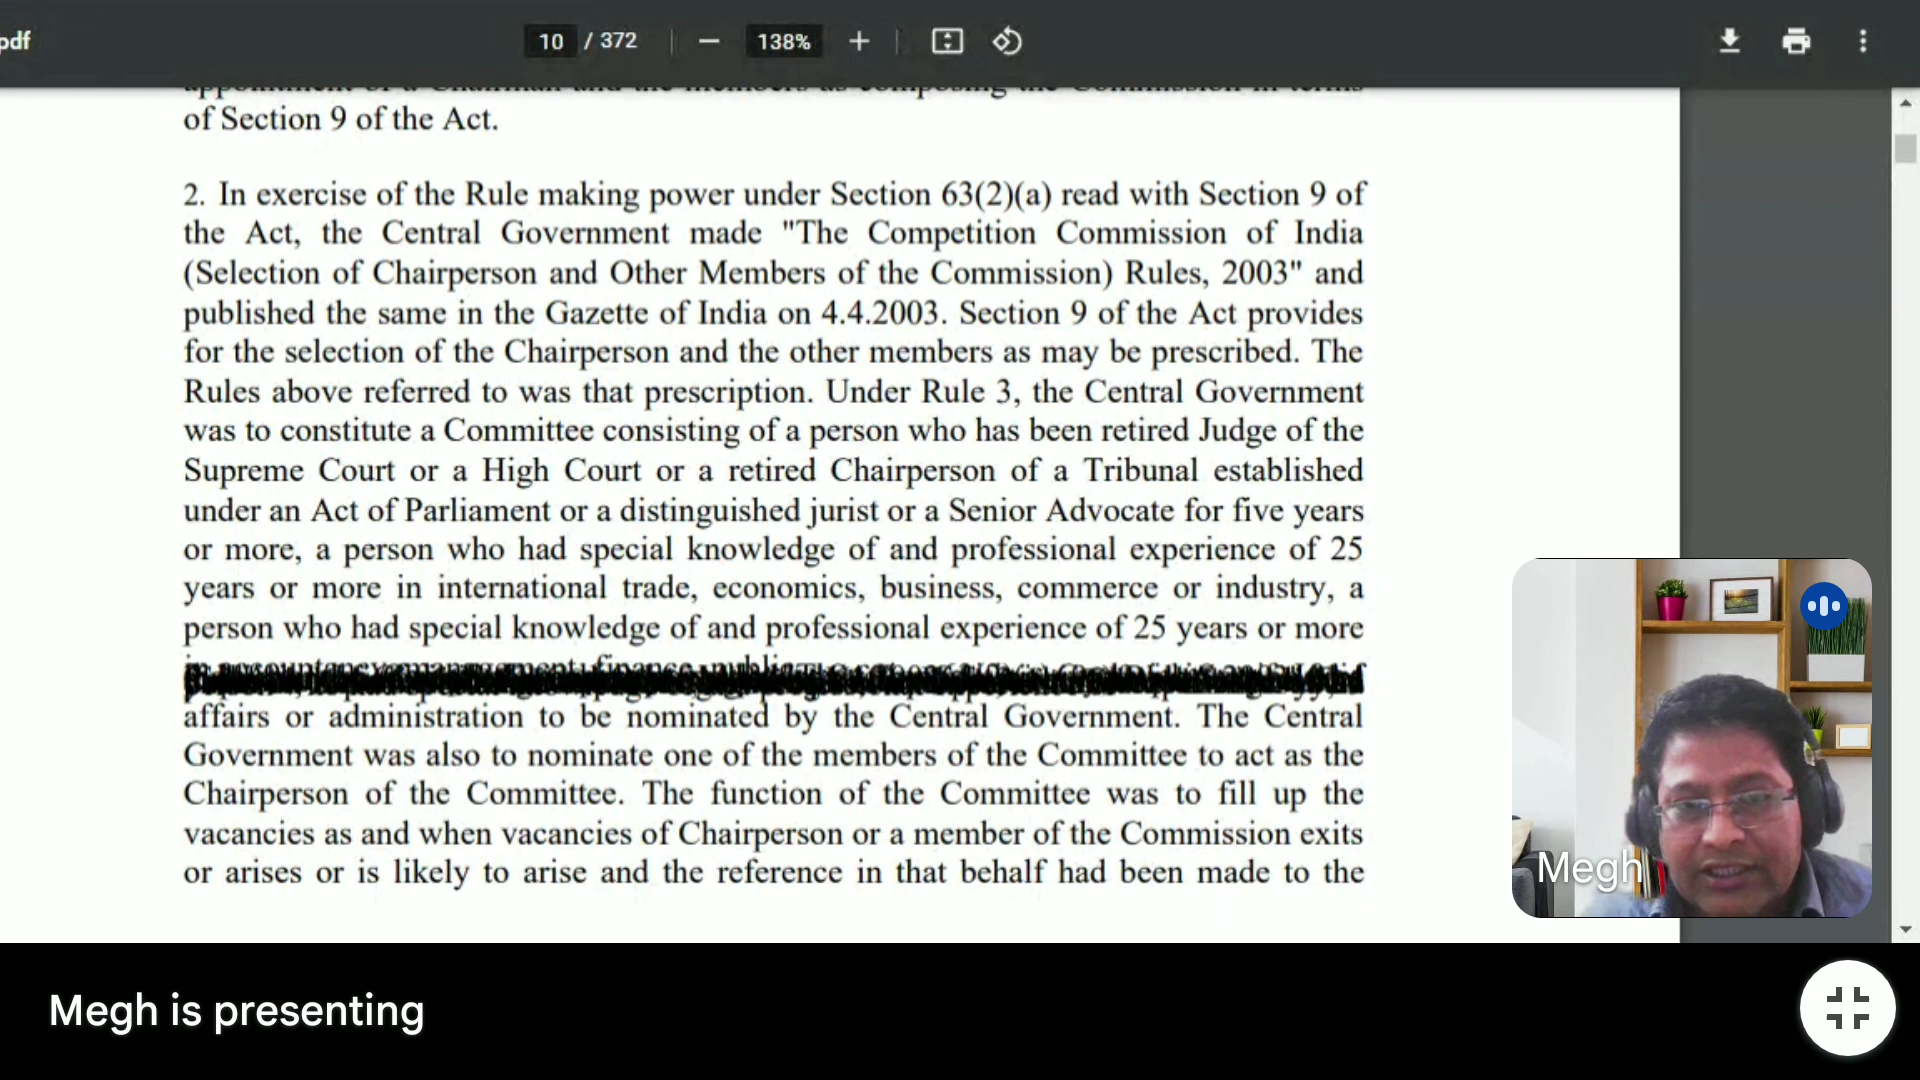 pdf
10 / 372
138%
of Section 9 of the Act.
2. In exercise of the Rule making power under Section 63(2)(a) read with Section 9 of
the Act, the Central Government made "The Competition Commission of India
(Selection of Chairperson and Other Members of the Commission) Rules, 2003" and
published the same in the Gazette of India on 4.4.2003. Section 9 of the Act provides
for the selection of the Chairperson and the other members as may be prescribed. The
Rules above referred to was that prescription. Under Rule 3, the Central Government
was to constitute a Committee consisting of a person who has been retired Judge of the
Supreme Court or a High Court or a retired Chairperson of a Tribunal established
under an Act of Parliament or a distinguished jurist or a Senior Advocate for five years
or more, a person who had special knowledge of and professional experience of 25
years or more in international trade, economics, business, commerce or industry, a
person who had special knowledge of and professional experience of 25 years or more
affairs or administration to be nominated by the Central Government. The Central
Government was also to nominate one of the members of the Committee to act as the
Chairperson of the Committee. The function of the Committee was to fill up the
vacancies as and when vacancies of Chairperson or a member of the Commission exits
or arises or is likely to arise and the reference in that behalf had been made to the
Megh
Megh is presenting